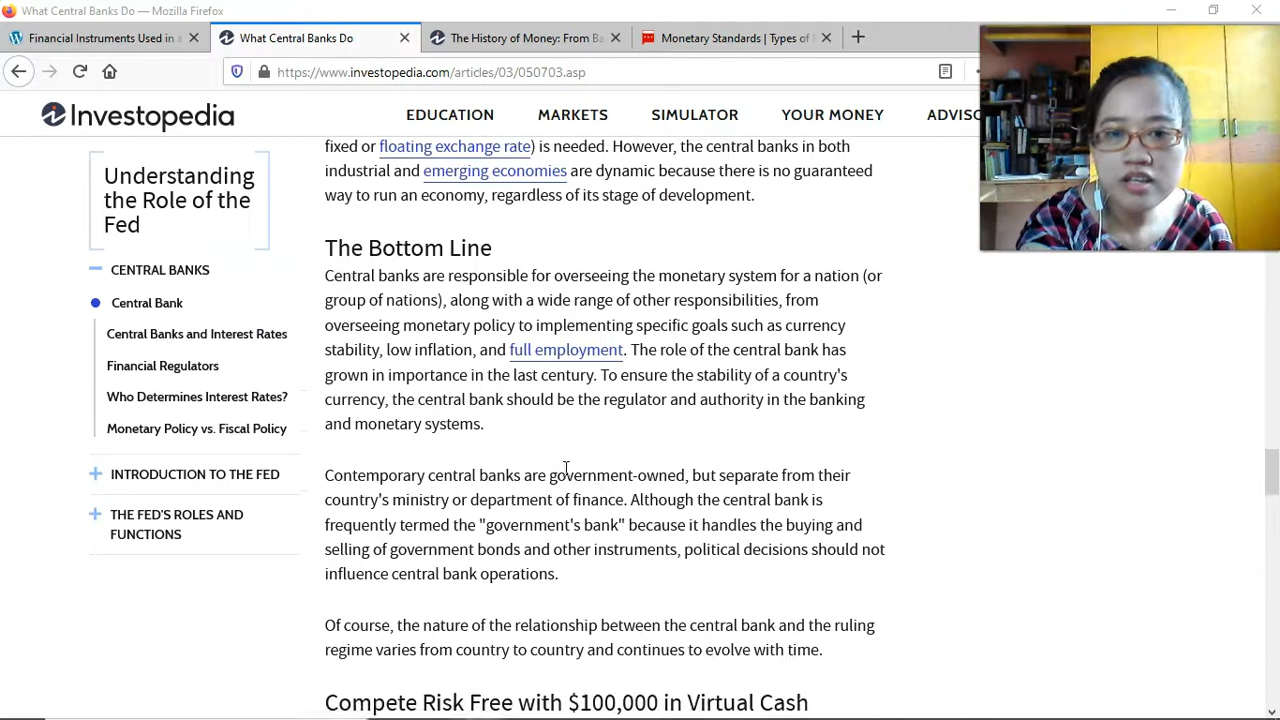 What Central Banks Do — Mozilla Firefox
Financial Instruments Used in a
What Central Banks Do
The History of Money: From Ba
Monetary Standards | Types of
https://www.investopedia.com/articles/03/050703.asp
Investopedia
EDUCATION
MARKETS
SIMULATOR
YOUR MONEY
ADVISO
Understanding
the Role of the
Fed
CENTRAL BANKS
Central Bank
Central Banks and Interest Rates
Financial Regulators
Who Determines Interest Rates?
Monetary Policy vs. Fiscal Policy
INTRODUCTION TO THE FED
THE FED'S ROLES AND
FUNCTIONS
fixed or floating exchange rate) is needed. However, the central banks in both
industrial and emerging economies are dynamic because there is no guaranteed
way to run an economy, regardless of its stage of development.
The Bottom Line
Central banks are responsible for overseeing the monetary system for a nation (or
group of nations), along with a wide range of other responsibilities, from
overseeing monetary policy to implementing specific goals such as currency
stability, low inflation, and full employment. The role of the central bank has
grown in importance in the last century. To ensure the stability of a country's
currency, the central bank should be the regulator and authority in the banking
and monetary systems.
Contemporary central banks are government-owned, but separate from their
country's ministry or department of finance. Although the central bank is
frequently termed the "government's bank" because it handles the buying and
selling of government bonds and other instruments, political decisions should not
influence central bank operations.
Of course, the nature of the relationship between the central bank and the ruling
regime varies from country to country and continues to evolve with time.
Compete Risk Free with $100,000 in Virtual Cash